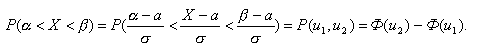 P(α < X < β) = P((α − a)/σ < (X − a)/σ < (β − a)/σ) = P(u₁, u₂) = Φ(u₂) − Φ(u₁).